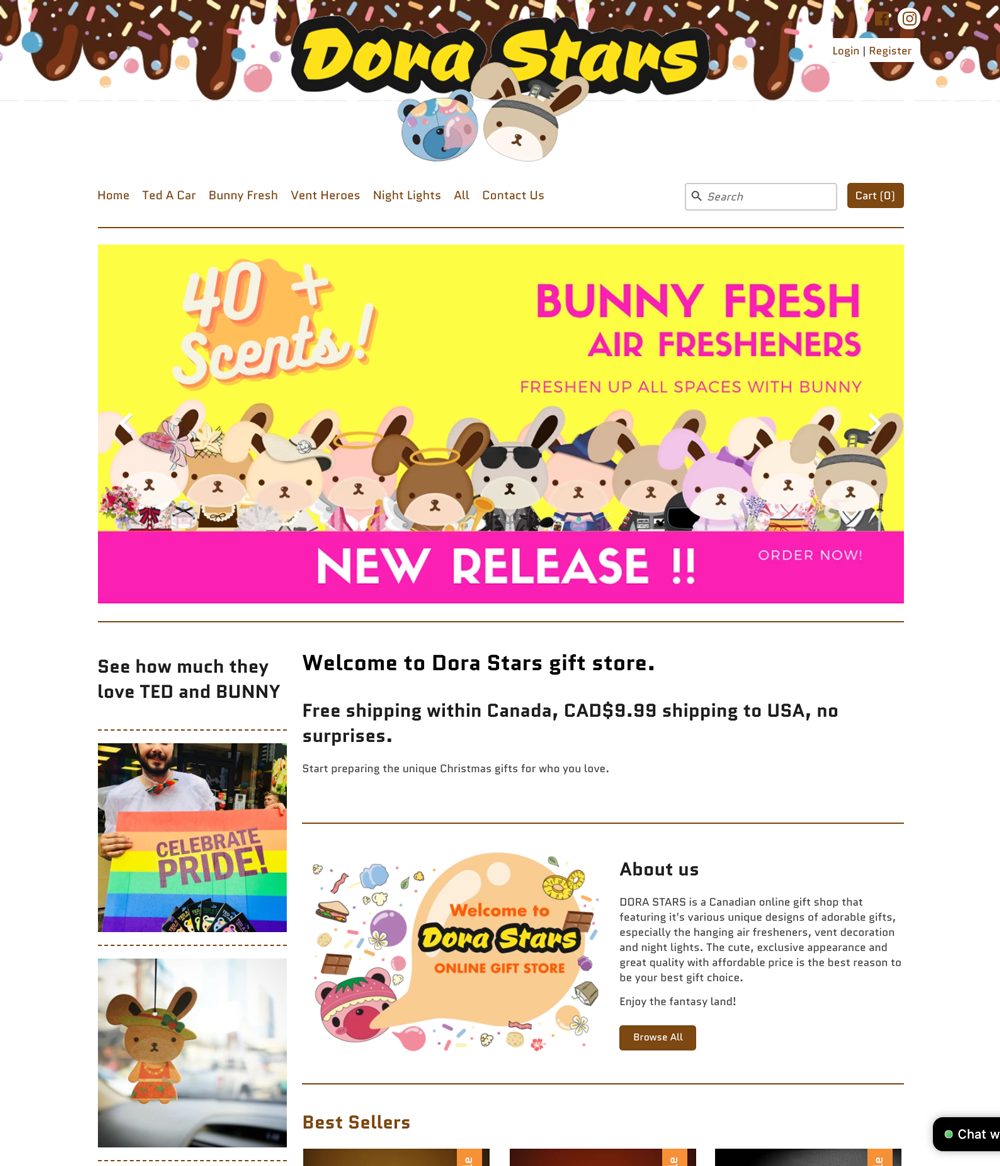 Dora Stars
Login | Register
Home Ted A Car Bunny Fresh Vent Heroes Night Lights All Contact Us
Search
Cart (0)
40 +
Scents!
BUNNY FRESH
AIR FRESHENERS
FRESHEN UP ALL SPACES WITH BUNNY
NEW RELEASE !!
ORDER NOW!
See how much they
love TED and BUNNY
CELEBRATE
PRIDE!
Welcome to Dora Stars gift store.
Free shipping within Canada, CAD$9.99 shipping to USA, no
surprises.
Start preparing the unique Christmas gifts for who you love.
Welcome to
Dora Stars
ONLINE GIFT STORE
About us
DORA STARS is a Canadian online gift shop that
featuring it's various unique designs of adorable gifts,
especially the hanging air fresheners, vent decoration
and night lights. The cute, exclusive appearance and
great quality with affordable price is the best reason to
be your best gift choice.
Enjoy the fantasy land!
Browse All
Best Sellers
Chat w